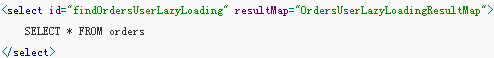 <select id="findOrdersUserLazyLoading" resultMap="OrdersUserLazyLoadingResultMap">
SELECT * FROM orders
</select>